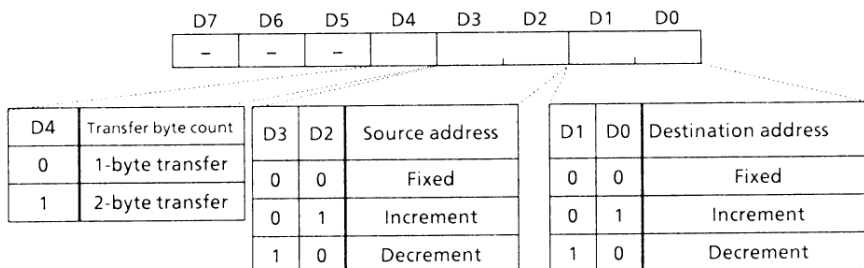 D7 D6 D5 D4 D3 D2 D1 D0
– – –
D4 Transfer byte count
0 1-byte transfer
1 2-byte transfer
D3 D2 Source address
0 0 Fixed
0 1 Increment
1 0 Decrement
D1 D0 Destination address
0 0 Fixed
0 1 Increment
1 0 Decrement